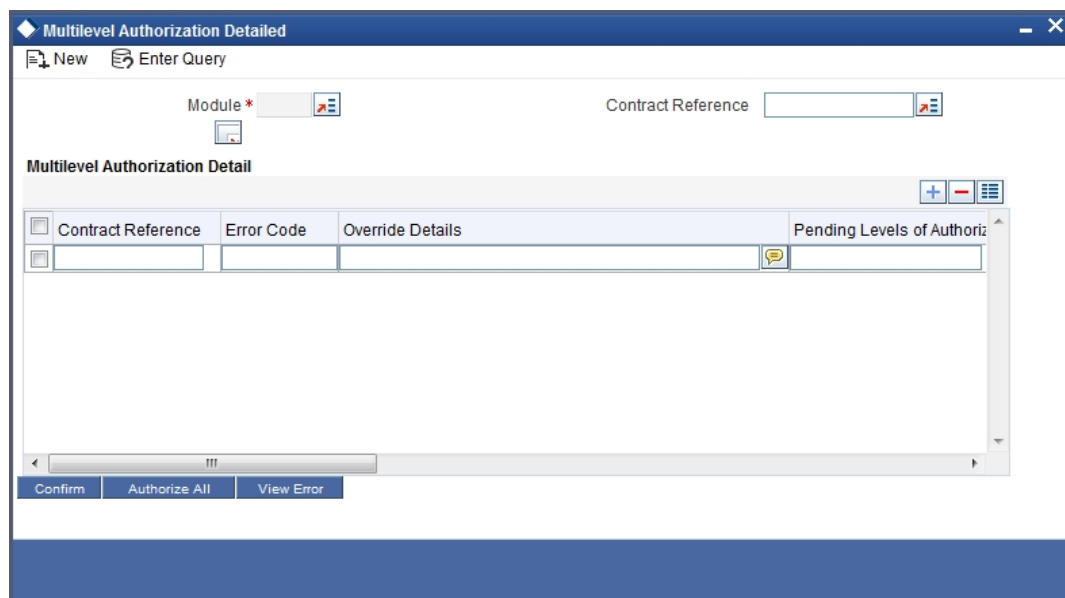 Multilevel Authorization Detailed
New Enter Query
Module * Contract Reference
Multilevel Authorization Detail
Contract Reference Error Code Override Details Pending Levels of Authoriz
Confirm Authorize All View Error